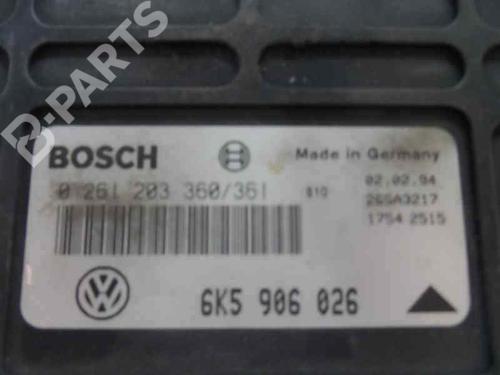 B-PARTS
BOSCH
Made in Germany
0 261 203 360/361
810
02.02.94
26SA3217
1754 2515
6K5 906 026